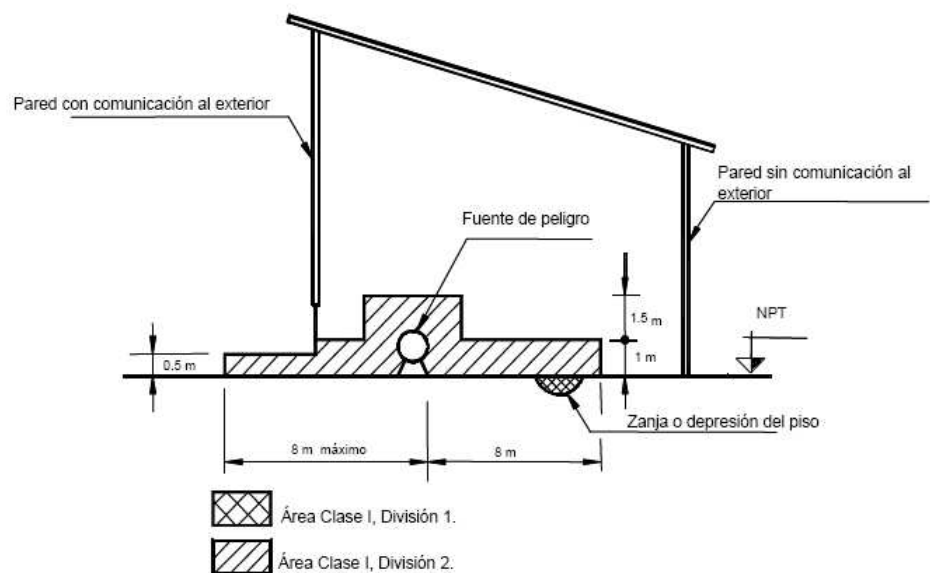 Pared con comunicación al exterior
Pared sin comunicación al
exterior
Fuente de peligro
NPT
1.5 m
0.5 m
1 m
Zanja o depresión del piso
8 m máximo
8 m
Área Clase I, División 1.
Área Clase I, División 2.